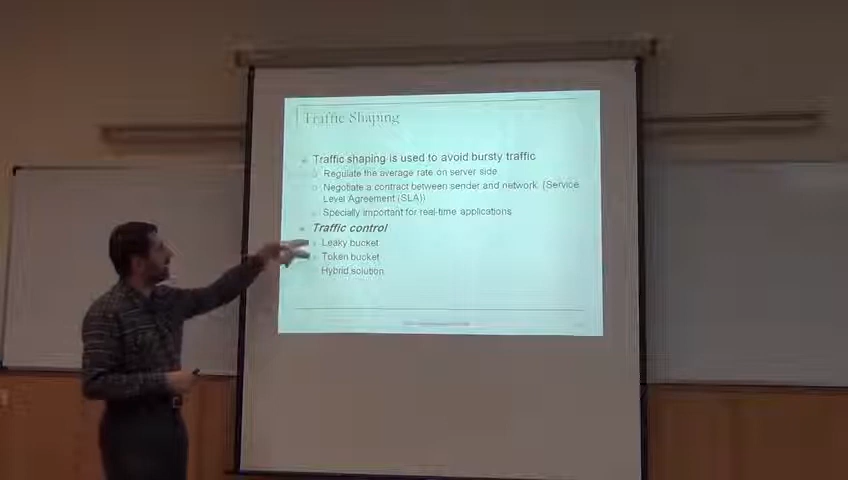 Traffic Shaping
Traffic shaping is used to avoid bursty traffic
Regulate the average rate on server side
Negotiate a contract between sender and network (Service
Level Agreement (SLA))
Specially important for real-time applications
Traffic control
Leaky bucket
Token bucket
Hybrid solution